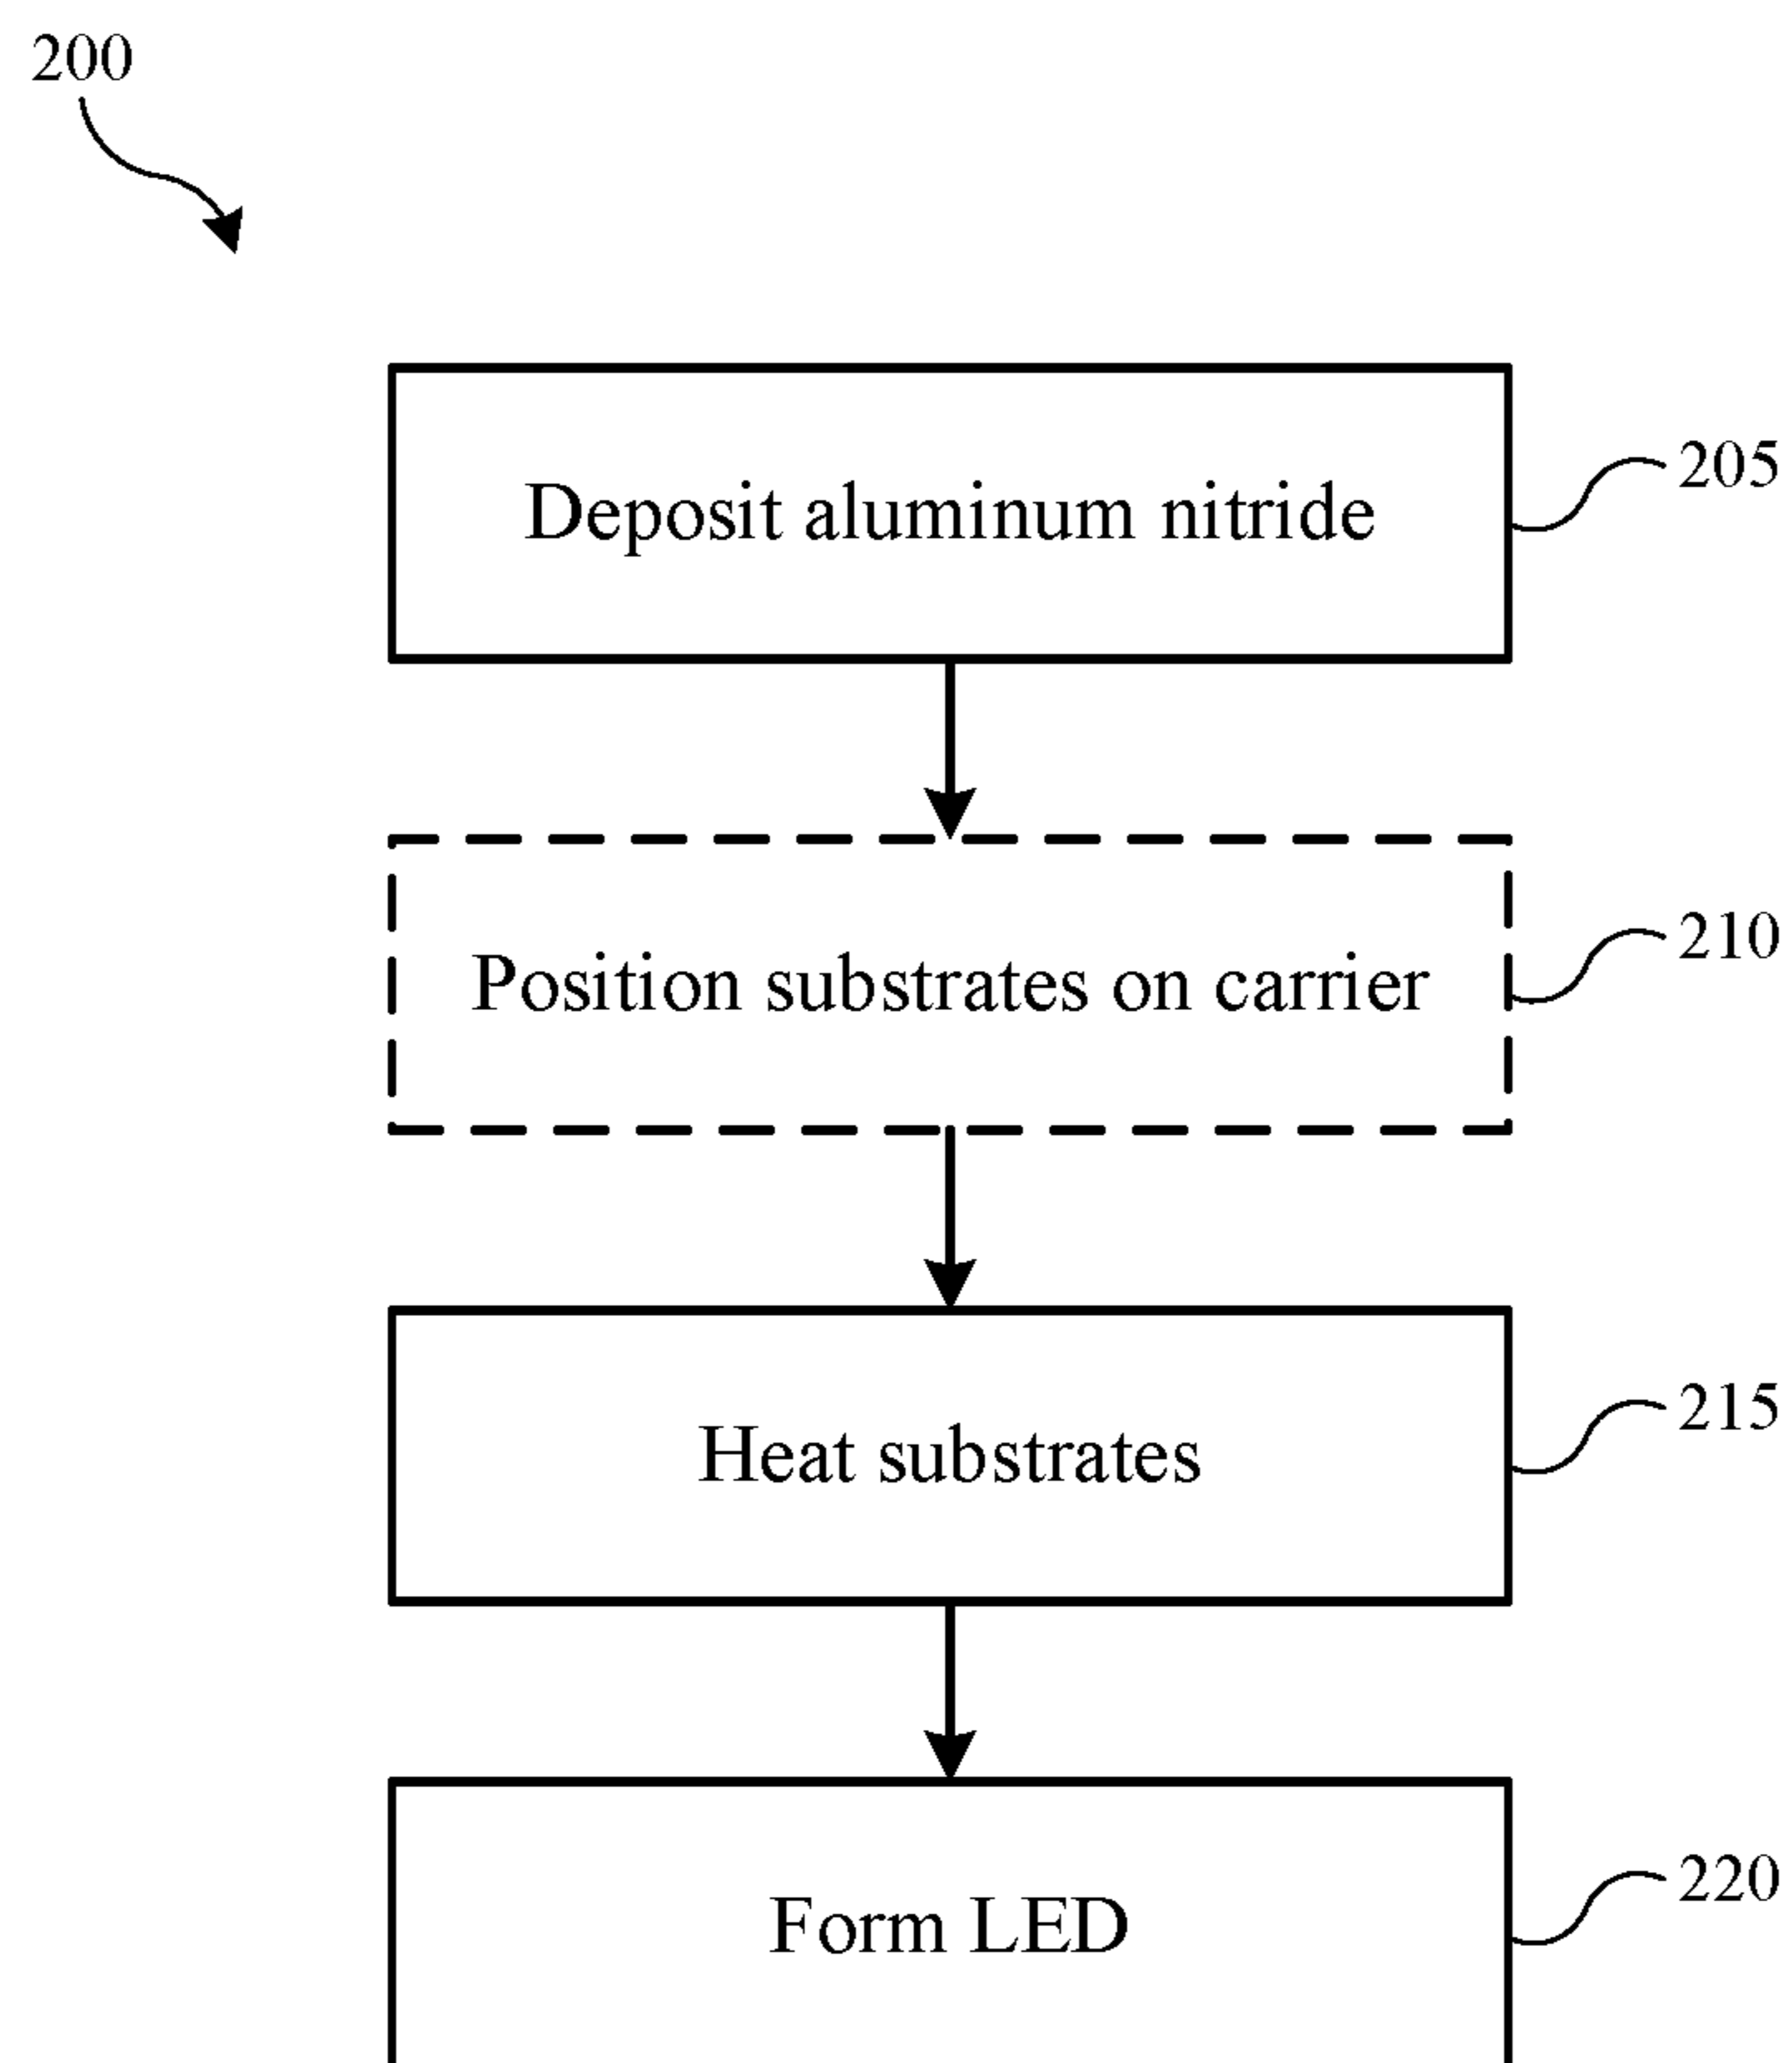 200
Deposit aluminum nitride
205
Position substrates on carrier
210
Heat substrates
215
Form LED
220